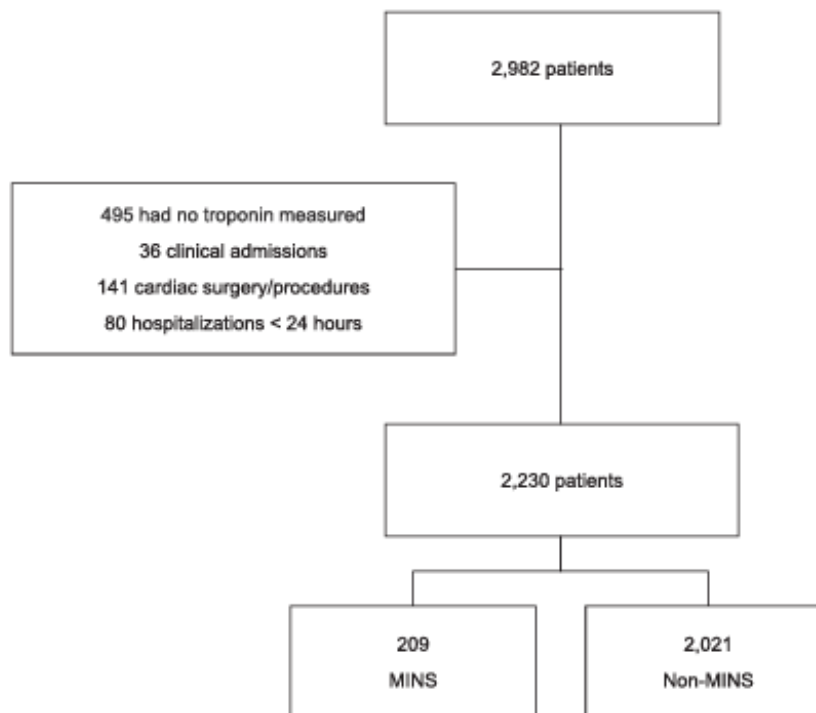 2,982 patients
495 had no troponin measured
36 clinical admissions
141 cardiac surgery/procedures
80 hospitalizations < 24 hours
2,230 patients
209
MINS
2,021
Non-MINS